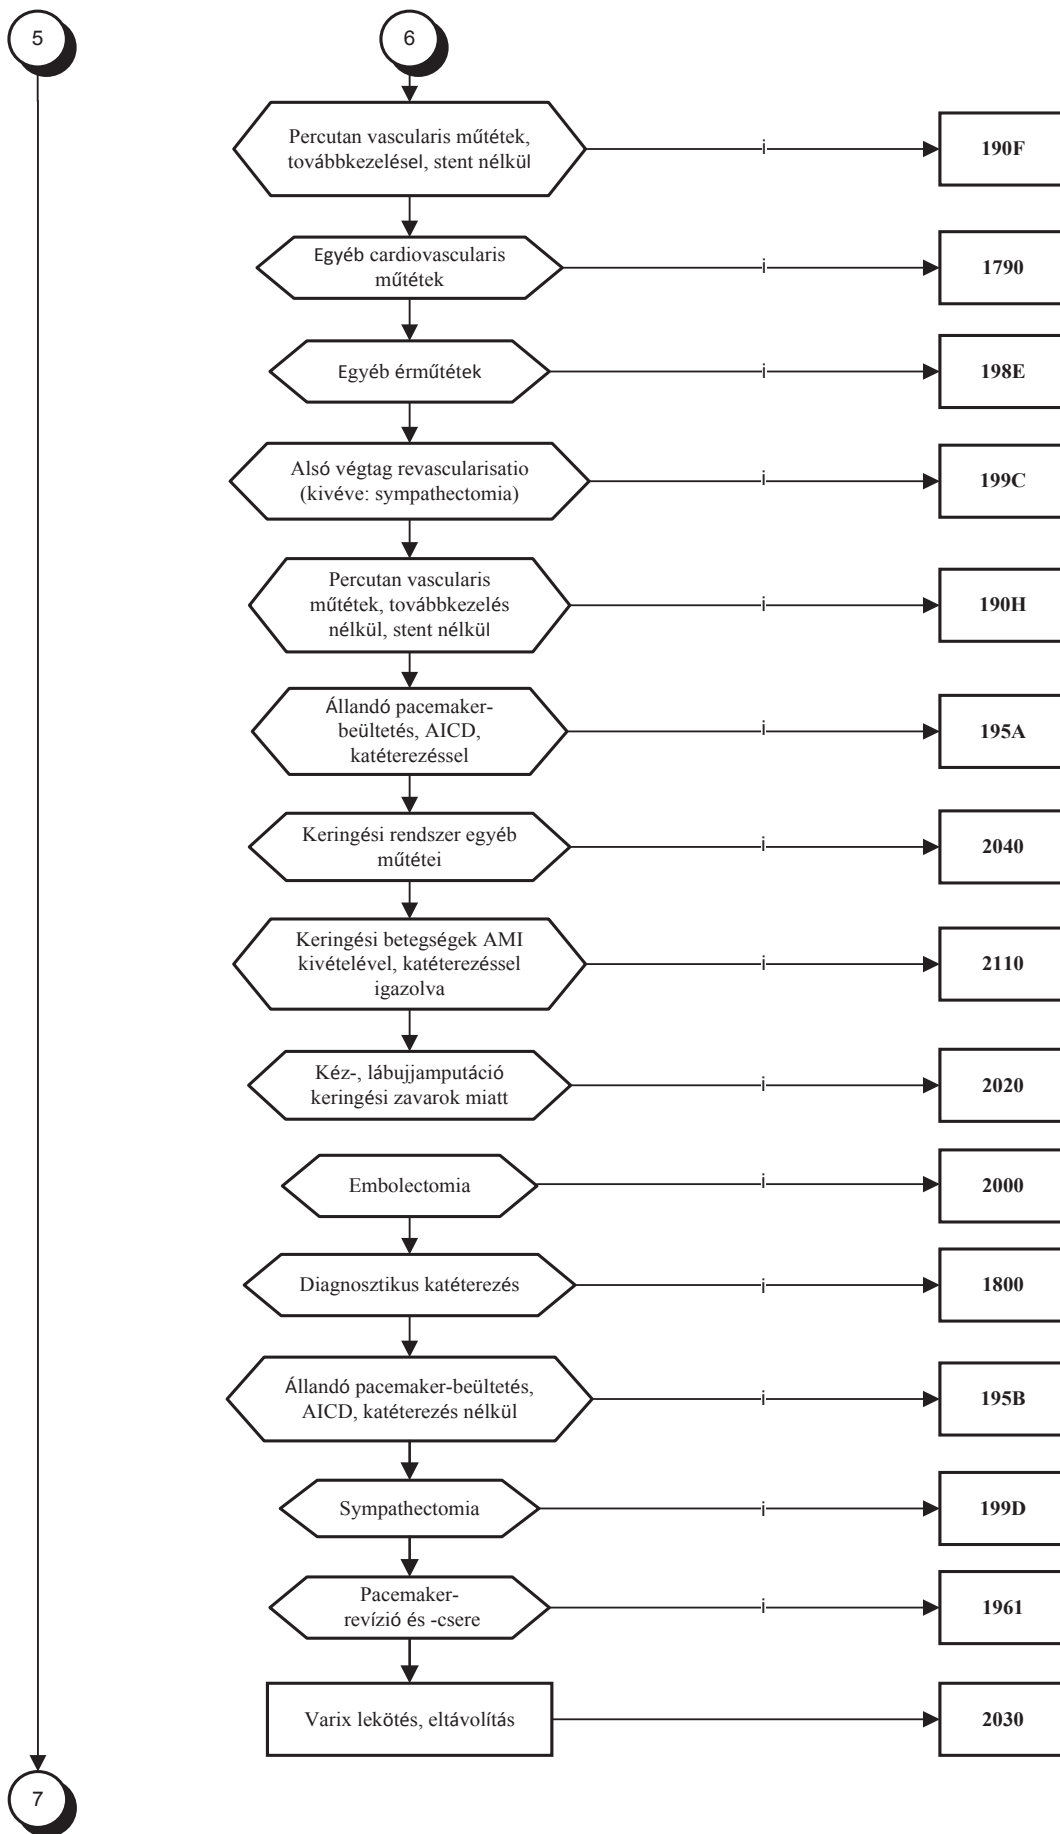 5
6
Percutan vascularis műtétek,
továbbkezelésel, stent nélkül
i
190F
Egyéb cardiovascularis
műtétek
i
1790
Egyéb érműtétek
i
198E
Alsó végtag revascularisatio
(kivéve: sympathectomia)
i
199C
Percutan vascularis
műtétek, továbbkezelés
nélkül, stent nélkül
i
190H
Állandó pacemaker-
beültetés, AICD,
katéterezéssel
i
195A
Keringési rendszer egyéb
műtétei
i
2040
Keringési betegségek AMI
kivételével, katéterezéssel
igazolva
i
2110
Kéz-, lábujjamputáció
keringési zavarok miatt
i
2020
Embolectomia
i
2000
Diagnosztikus katéterezés
i
1800
Állandó pacemaker-beültetés,
AICD, katéterezés nélkül
i
195B
Sympathectomia
i
199D
Pacemaker-
revízió és -csere
i
1961
Varix lekötés, eltávolítás
2030
7